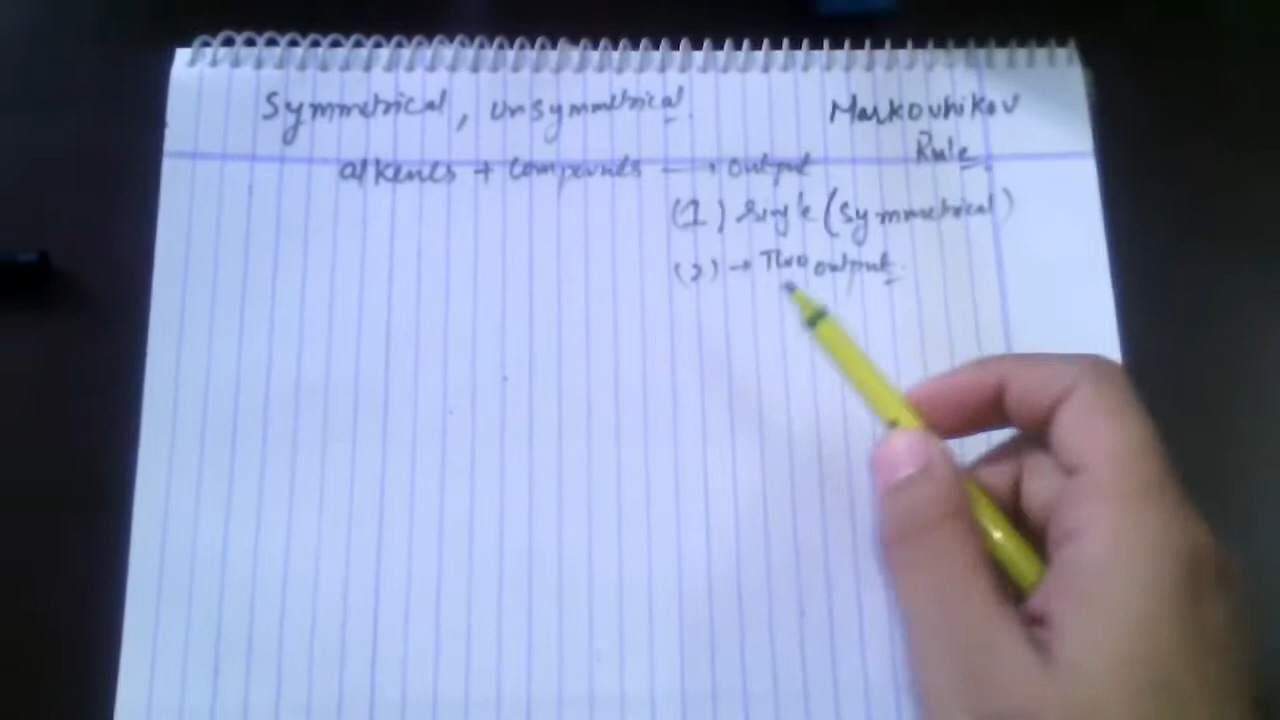 Symmetrical, Unsymmetrical.
Markovnikov
Rule.
alkenes + Compounds → output
(1) Single (Symmetrical)
(2) → Two output.